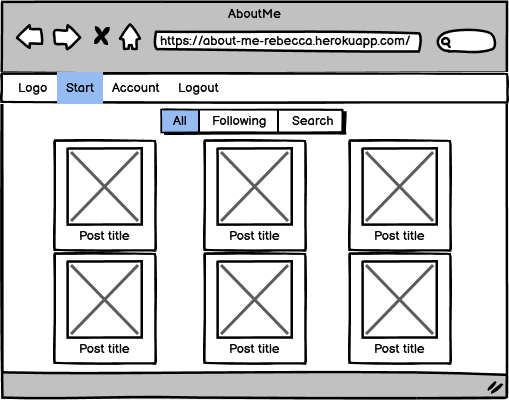 AboutMe
https://about-me-rebecca.herokuapp.com/
Logo Start Account Logout
All Following Search
Post title Post title Post title
Post title Post title Post title